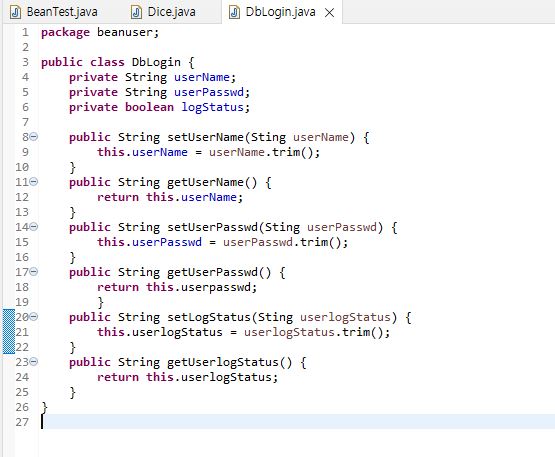 BeanTest.java Dice.java DbLogin.java
1 package beanuser;
2
3 public class DbLogin {
4     private String userName;
5     private String userPasswd;
6     private boolean logStatus;
7
8     public String setUserName(Sting userName) {
9         this.userName = userName.trim();
10     }
11     public String getUserName() {
12         return this.userName;
13     }
14     public String setUserPasswd(Sting userPasswd) {
15         this.userPasswd = userPasswd.trim();
16     }
17     public String getUserPasswd() {
18         return this.userpasswd;
19         }
20     public String setLogStatus(Sting userlogStatus) {
21         this.userlogStatus = userlogStatus.trim();
22     }
23     public String getUserlogStatus() {
24         return this.userlogStatus;
25     }
26 }
27